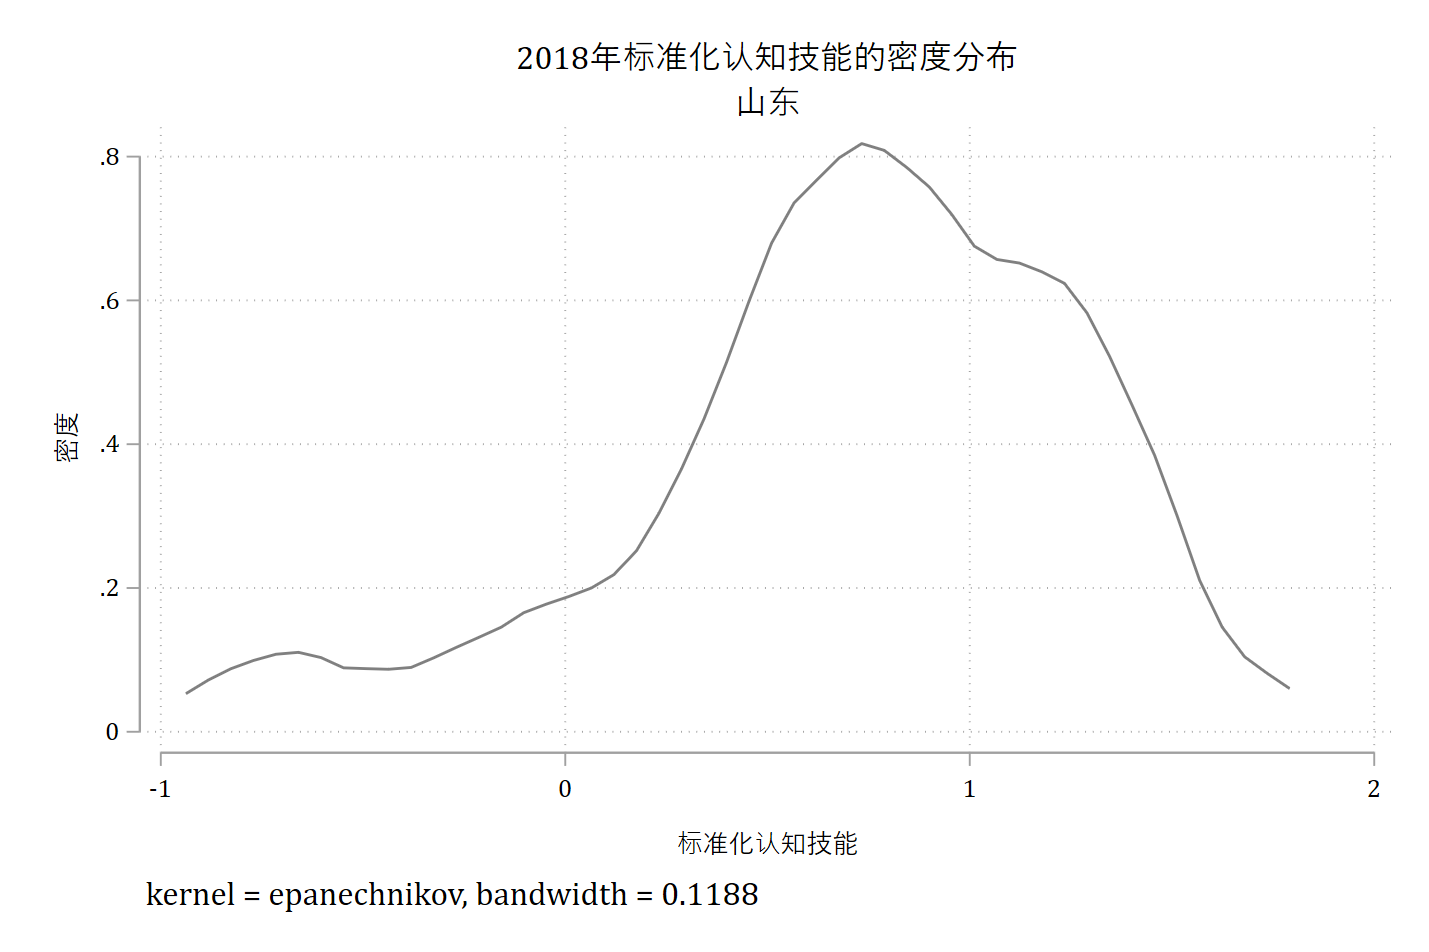 2018年标准化认知技能的密度分布
山东
.8
.6
.4
.2
0
密度
-1 0 1 2
标准化认知技能
kernel = epanechnikov, bandwidth = 0.1188